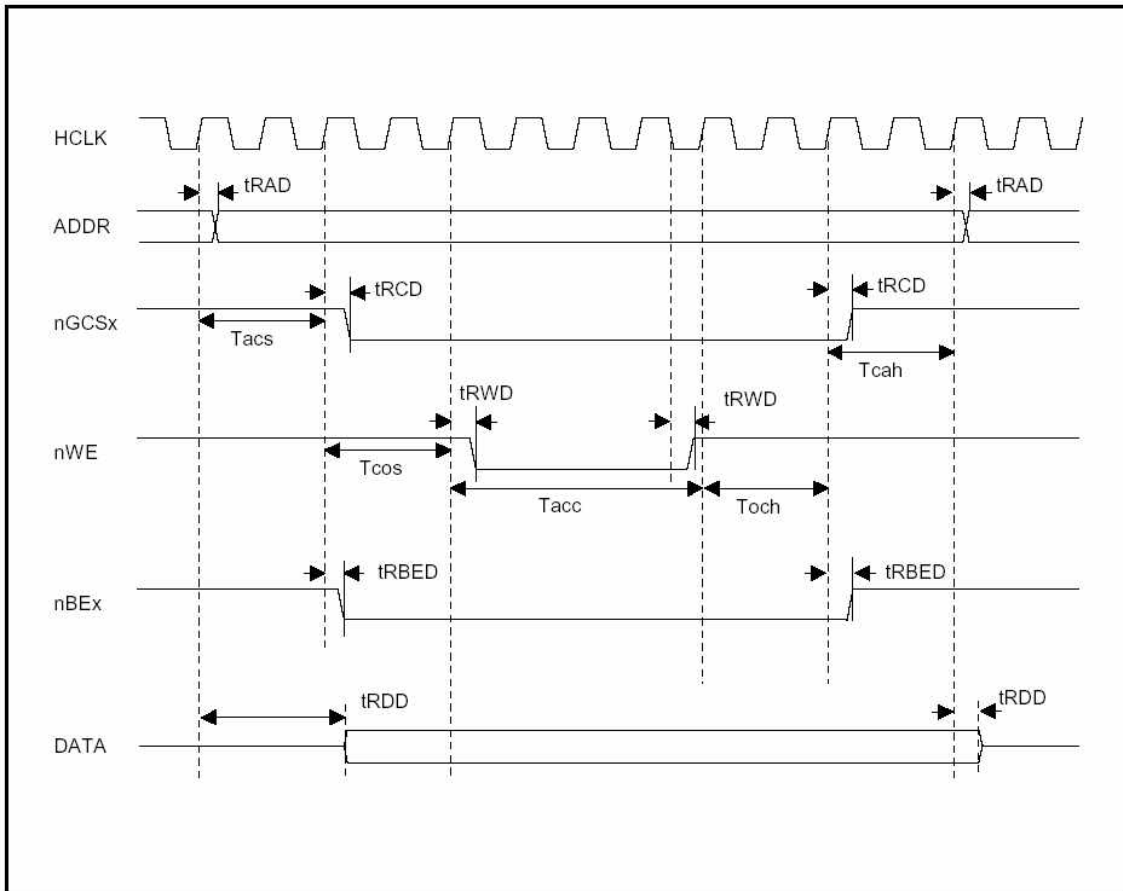 HCLK
tRAD
tRAD
ADDR
tRCD
tRCD
nGCSx
Tacs
Tcah
tRWD
tRWD
nWE
Tcos
Tacc
Toch
tRBED
tRBED
nBEx
tRDD
tRDD
DATA